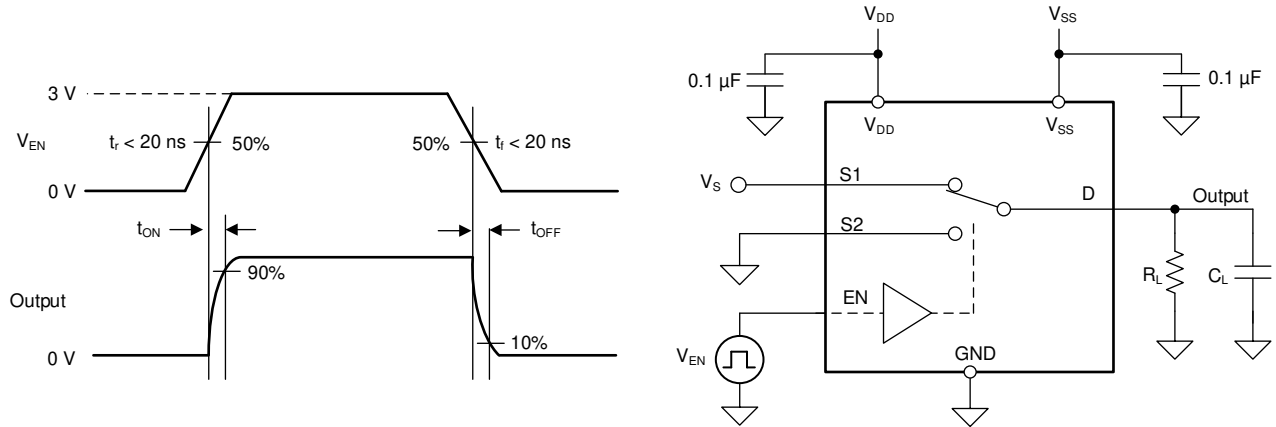 3 V
V_EN
t_r < 20 ns
50%
50%
t_f < 20 ns
0 V
t_ON
t_OFF
90%
Output
10%
0 V
V_DD
V_SS
0.1 µF
0.1 µF
V_DD
V_SS
V_S
S1
D
Output
S2
R_L
C_L
EN
V_EN
GND